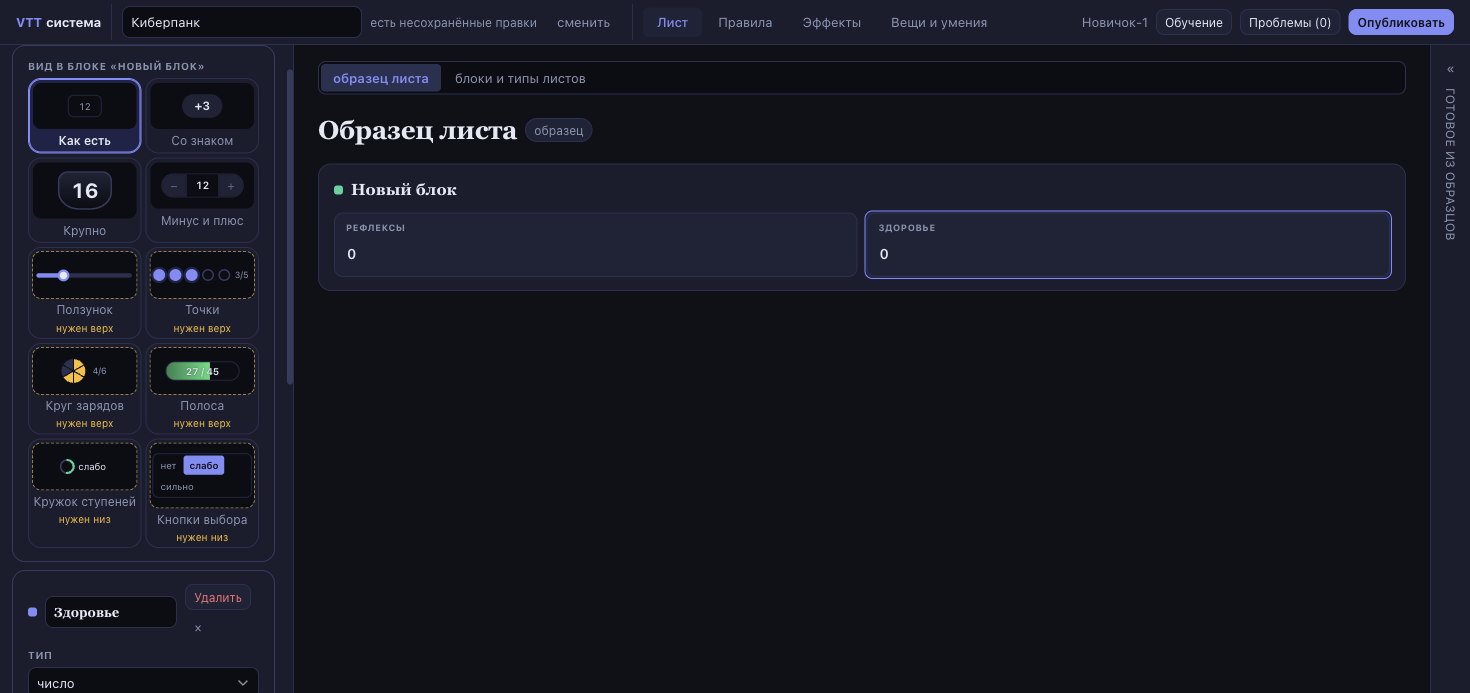 VTT система
Киберпанк
есть несохранённые правки
сменить
Лист
Правила
Эффекты
Вещи и умения
Новичок-1
Обучение
Проблемы (0)
Опубликовать
ВИД В БЛОКЕ «НОВЫЙ БЛОК»
12
Как есть
+3
Со знаком
16
Крупно
− 12 +
Минус и плюс
Ползунок
нужен верх
3/5
Точки
нужен верх
4/6
Круг зарядов
нужен верх
27 / 45
Полоса
нужен верх
слабо
Кружок ступеней
нужен низ
нет слабо
сильно
Кнопки выбора
нужен низ
Здоровье
Удалить
×
ТИП
число
образец листа
блоки и типы листов
Образец листа
образец
Новый блок
РЕФЛЕКСЫ
0
ЗДОРОВЬЕ
0
«
ГОТОВОЕ ИЗ ОБРАЗЦОВ